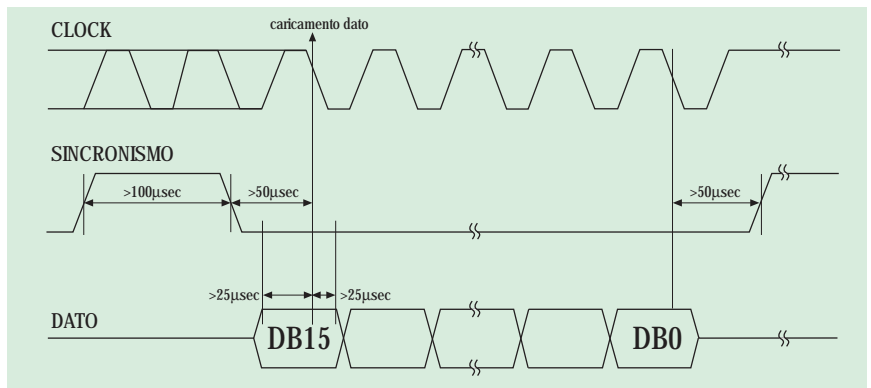 caricamento dato
CLOCK
SINCRONISMO
>100µsec
>50µsec
>50µsec
>25µsec
>25µsec
DATO
DB15
DB0